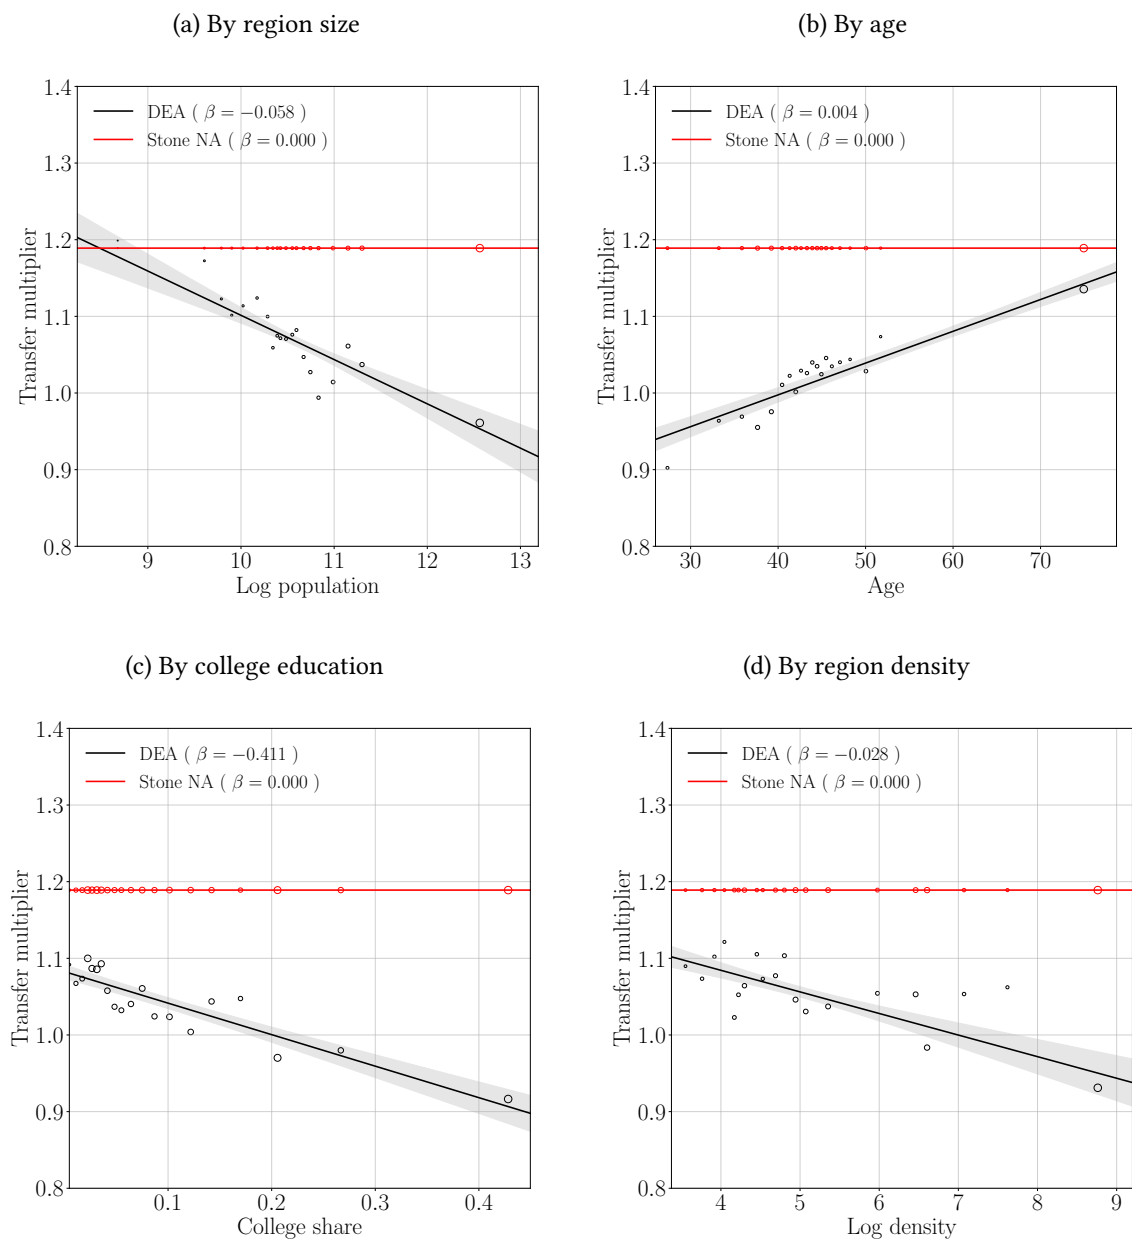 (a) By region size
1.4
1.3
1.2
1.1
1.0
0.9
0.8
Transfer multiplier
DEA ( β = −0.058 )
Stone NA ( β = 0.000 )
9 10 11 12 13
Log population
(b) By age
1.4
1.3
1.2
1.1
1.0
0.9
0.8
Transfer multiplier
DEA ( β = 0.004 )
Stone NA ( β = 0.000 )
30 40 50 60 70
Age
(c) By college education
1.4
1.3
1.2
1.1
1.0
0.9
0.8
Transfer multiplier
DEA ( β = −0.411 )
Stone NA ( β = 0.000 )
0.1 0.2 0.3 0.4
College share
(d) By region density
1.4
1.3
1.2
1.1
1.0
0.9
0.8
Transfer multiplier
DEA ( β = −0.028 )
Stone NA ( β = 0.000 )
4 5 6 7 8 9
Log density